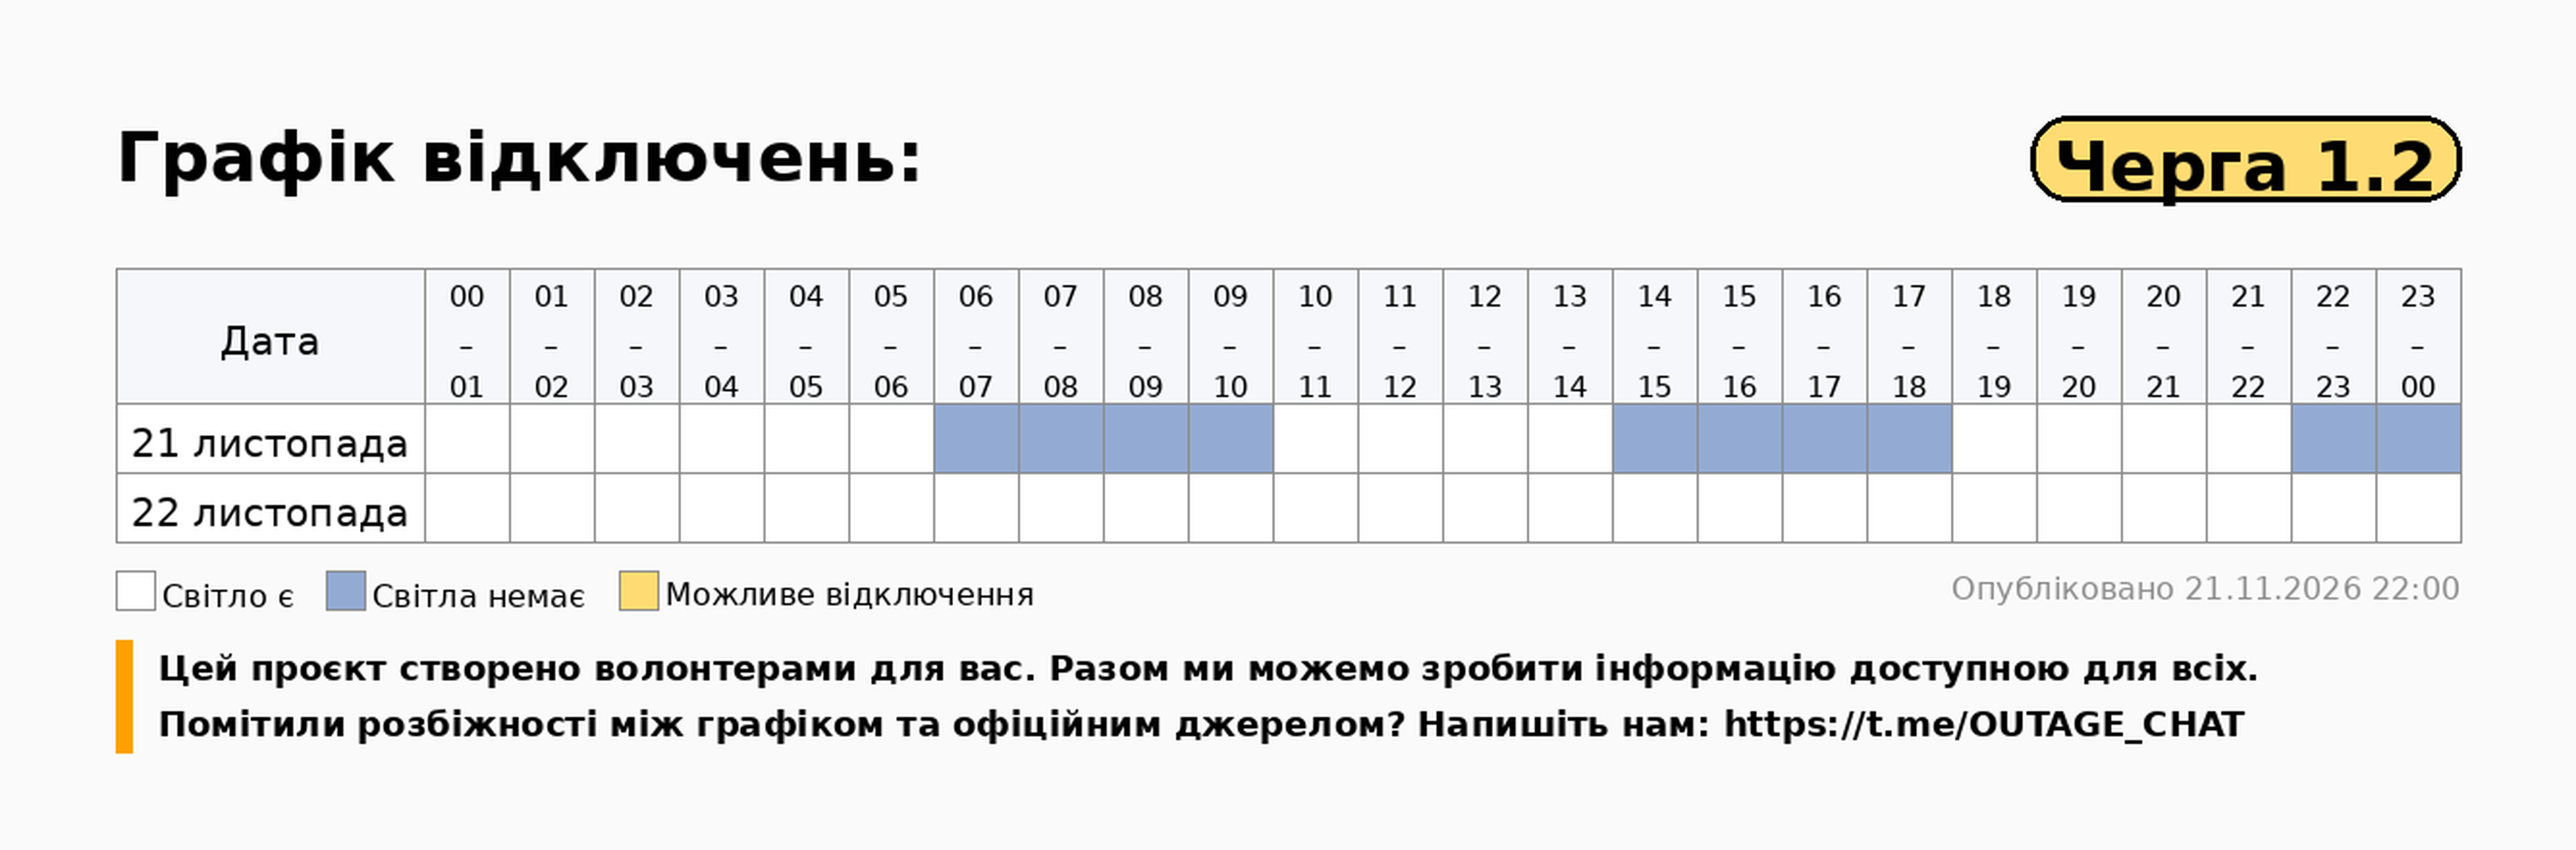 Графік відключень:
Черга 1.2
Дата 00 – 01 01 – 02 02 – 03 03 – 04 04 – 05 05 – 06 06 – 07 07 – 08 08 – 09 09 – 10 10 – 11 11 – 12 12 – 13 13 – 14 14 – 15 15 – 16 16 – 17 17 – 18 18 – 19 19 – 20 20 – 21 21 – 22 22 – 23 23 – 00
21 листопада
22 листопада
Світло є Світла немає Можливе відключення
Опубліковано 21.11.2026 22:00
Цей проєкт створено волонтерами для вас. Разом ми можемо зробити інформацію доступною для всіх.
Помітили розбіжності між графіком та офіційним джерелом? Напишіть нам: https://t.me/OUTAGE_CHAT